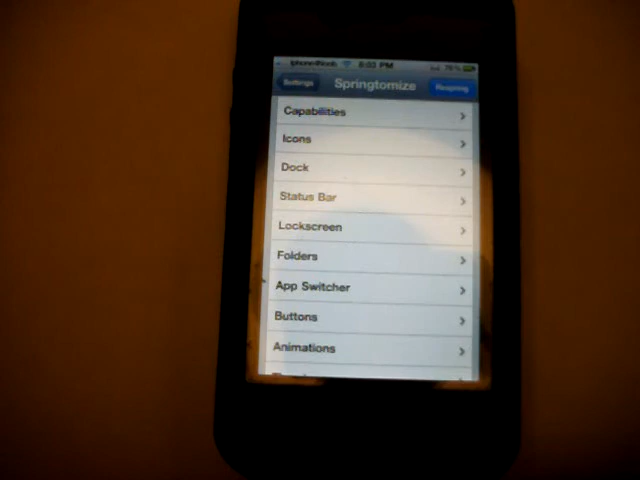 8:03 PM
Settings
Springtomize
Respring
Capabilities
Icons
Dock
Status Bar
Lockscreen
Folders
App Switcher
Buttons
Animations